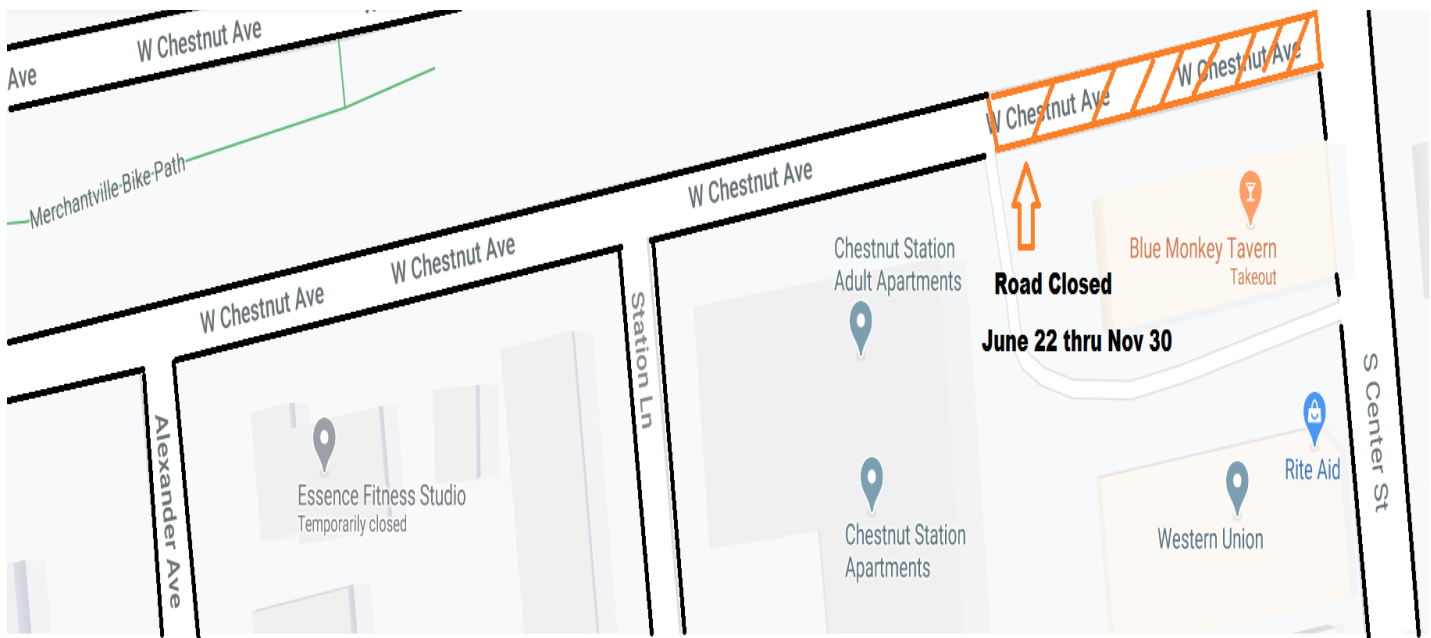 W Chestnut Ave
Ave
W Chestnut Ave
W Chestnut Ave
Merchantville Bike Path
W Chestnut Ave
W Chestnut Ave
W Chestnut Ave
Chestnut Station
Adult Apartments
Blue Monkey Tavern
Takeout
Road Closed
June 22 thru Nov 30
Station Ln
S Center St
Alexander Ave
Essence Fitness Studio
Temporarily closed
Rite Aid
Chestnut Station
Apartments
Western Union